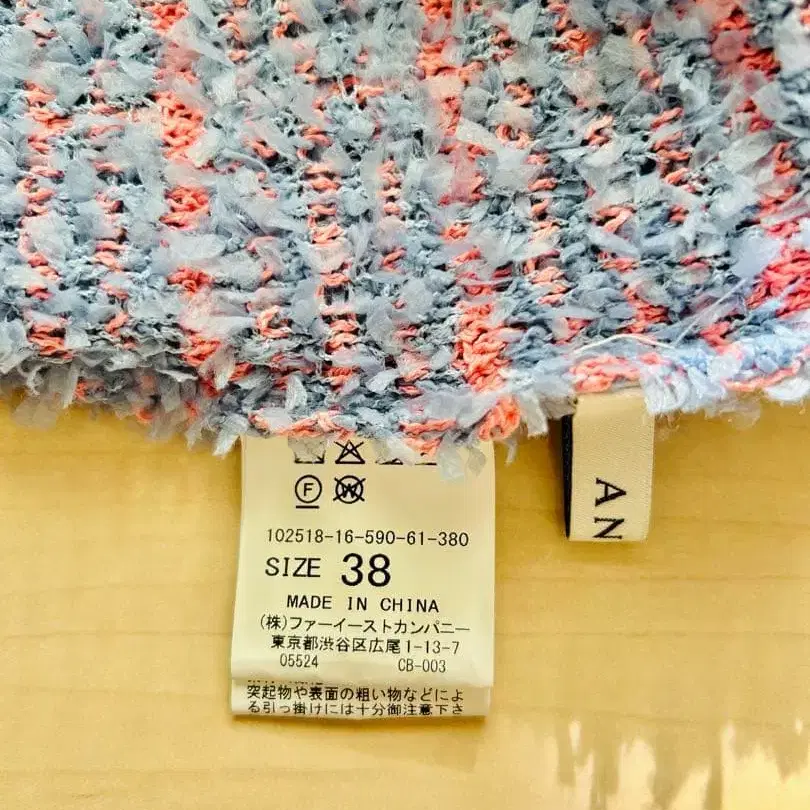 F W
102518-16-590-61-380
SIZE 38
MADE IN CHINA
(株)ファーイーストカンパニー
東京都渋谷区広尾1-13-7
05524 CB-003
突起物や表面の粗い物などによ
る引っ掛けには十分御注意下さ
AN